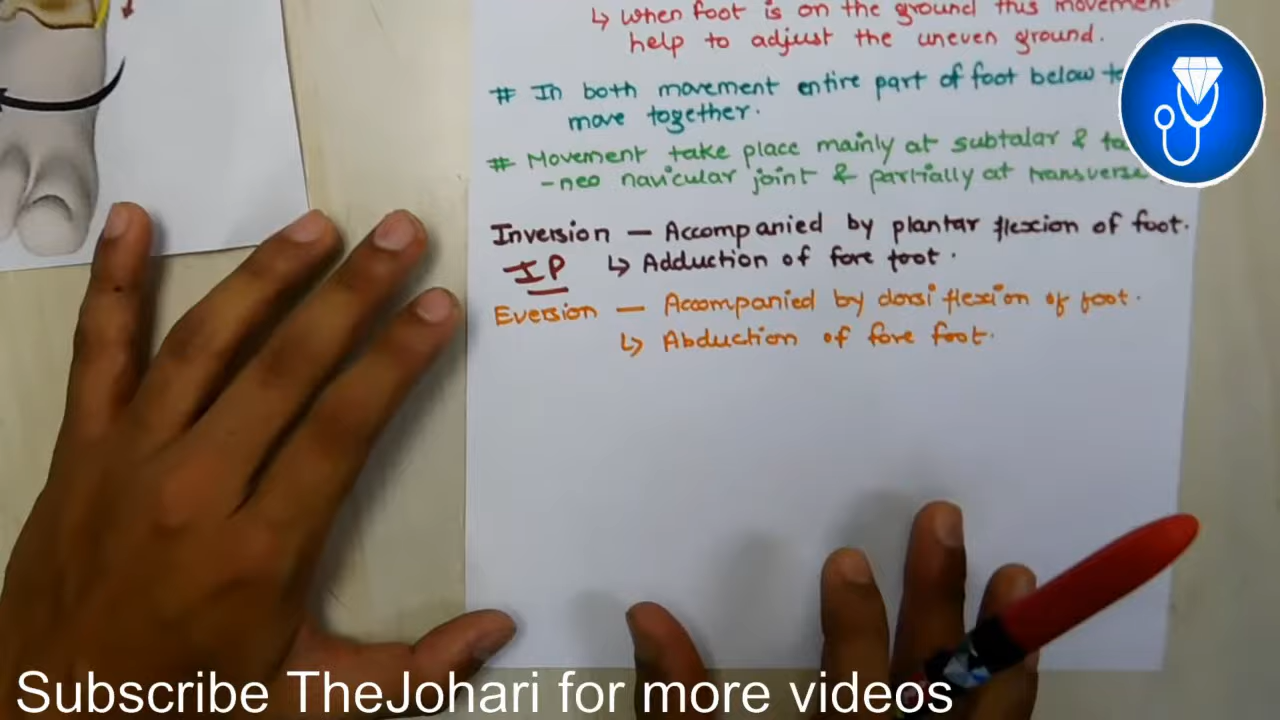 ↳ When foot is on the ground this movement
help to adjust the uneven ground.
# In both movement entire part of foot below
move together.
# Movement take place mainly at subtalar &
-neo navicular joint & partially at transverse
Inversion — Accompanied by plantar flexion of foot.
IP ↳ Adduction of fore foot.
Eversion — Accompanied by dorsi flexion of foot.
↳ Abduction of fore foot.
Subscribe TheJohari for more videos